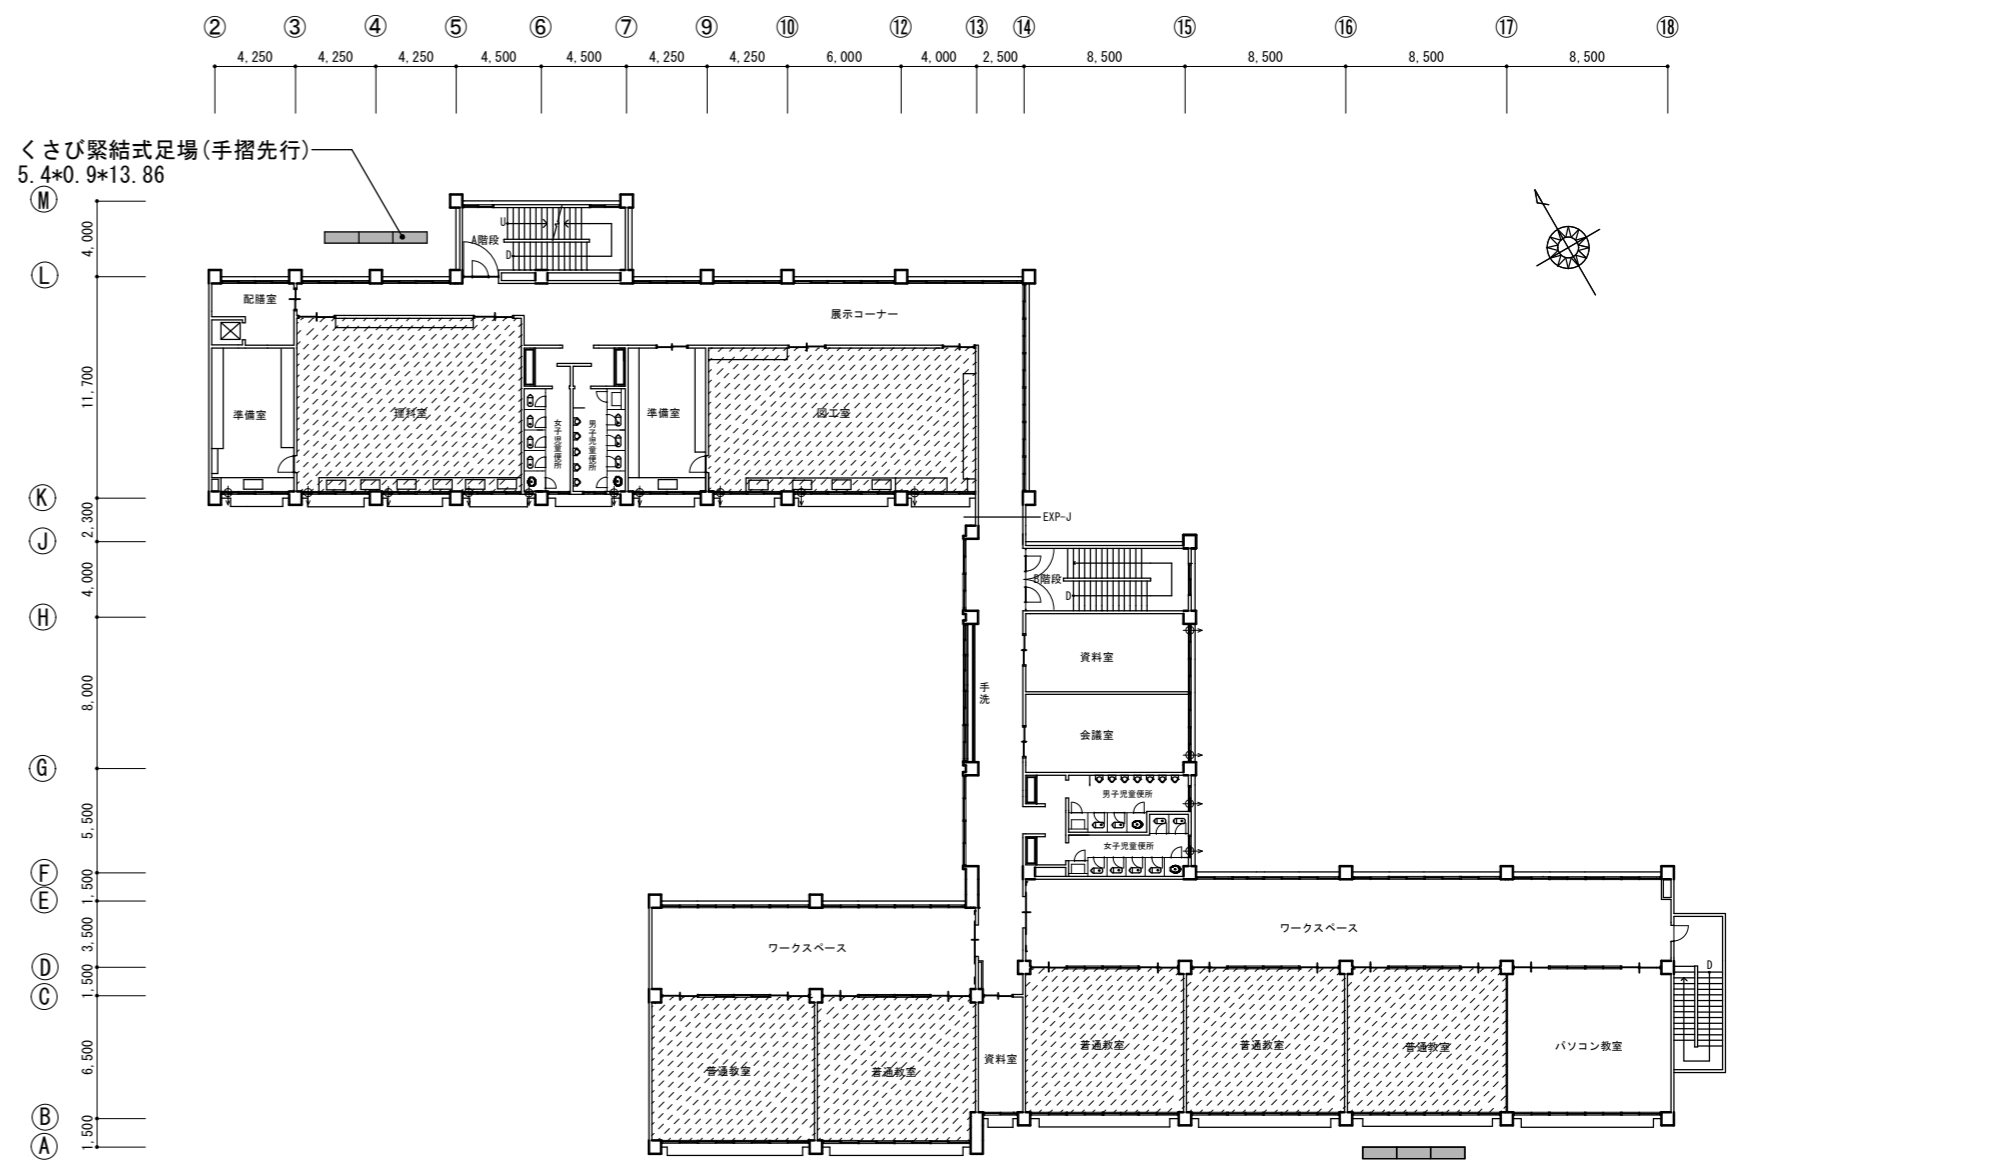 ② ③ ④ ⑤ ⑥ ⑦ ⑨ ⑩ ⑫ ⑬ ⑭ ⑮ ⑯ ⑰ ⑱
4,250 4,250 4,250 4,500 4,500 4,250 4,250 6,000 4,000 2,500 8,500 8,500 8,500 8,500
くさび緊結式足場(手摺先行)
5.4*0.9*13.86
Ⓜ
4,000
Ⓛ
11,700
Ⓚ
2,300
Ⓙ
4,000
Ⓗ
8,000
Ⓖ
5,500
Ⓕ
1,500
Ⓔ
3,500
Ⓓ
1,500
Ⓒ
6,500
Ⓑ
1,500
Ⓐ
U
A階段
D
配膳室
展示コーナー
準備室
理科室
女子児童便所
男子児童便所
準備室
図工室
EXP-J
B階段
D
資料室
手洗
会議室
男子児童便所
女子児童便所
ワークスペース
ワークスペース
D
普通教室
普通教室
資料室
普通教室
普通教室
普通教室
パソコン教室